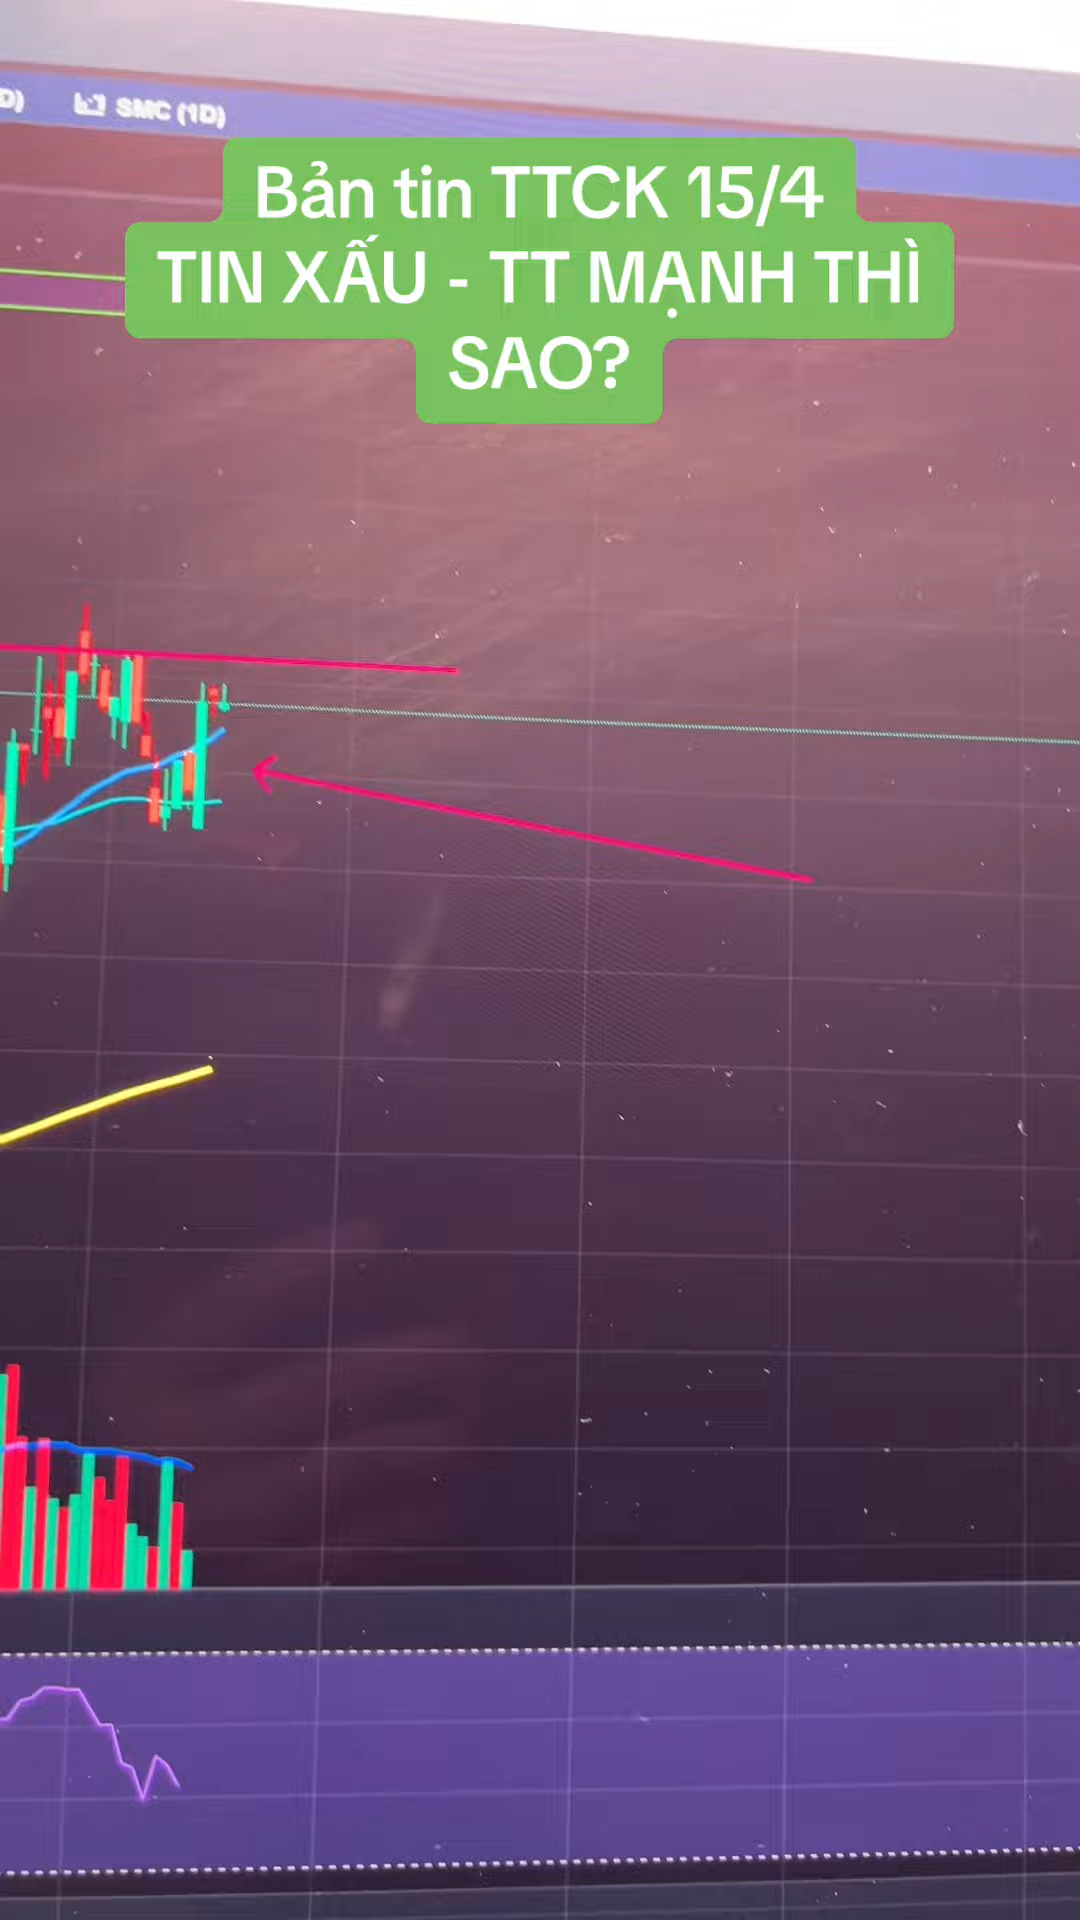 D)
SMC (1D)
Bản tin TTCK 15/4
TIN XẤU - TT MẠNH THÌ
SAO?